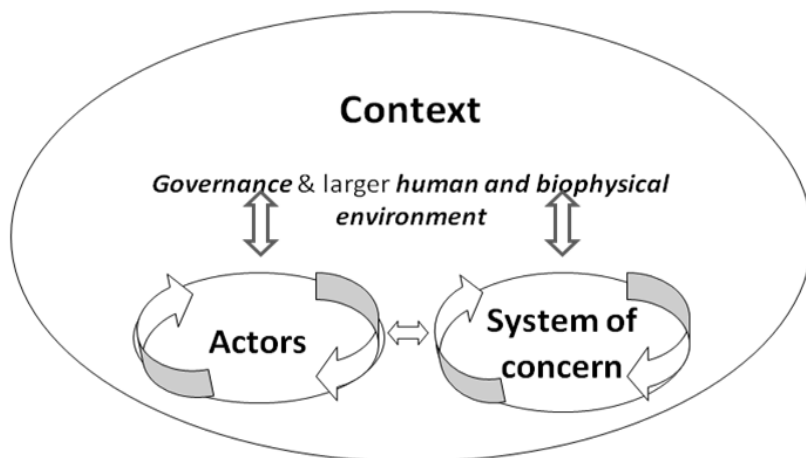 Context
Governance & larger human and biophysical
environment
Actors
System of
concern